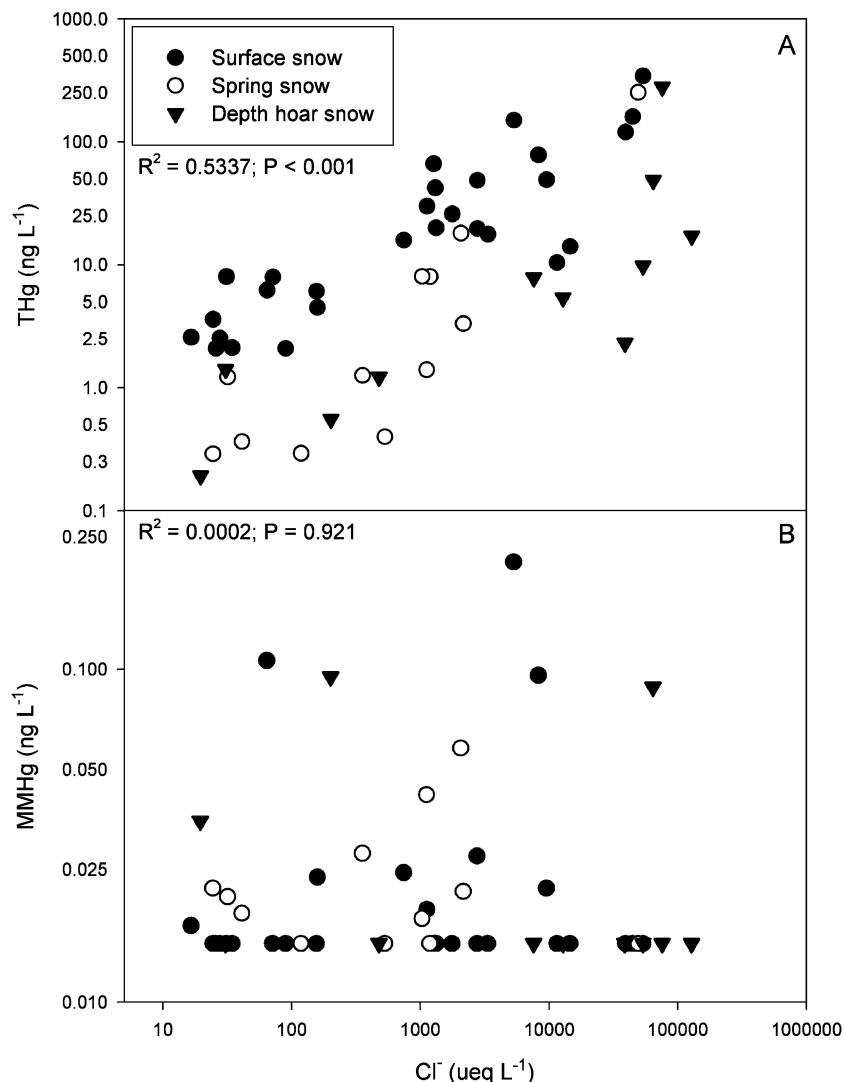 A
Surface snow
Spring snow
Depth hoar snow
R² = 0.5337; P < 0.001
1000.0
500.0
250.0
100.0
50.0
25.0
10.0
5.0
2.5
1.0
0.5
0.3
0.1
THg (ng L⁻¹)
B
R² = 0.0002; P = 0.921
0.250
0.100
0.050
0.025
0.010
MMHg (ng L⁻¹)
10 100 1000 10000 100000 1000000
Cl⁻ (ueq L⁻¹)